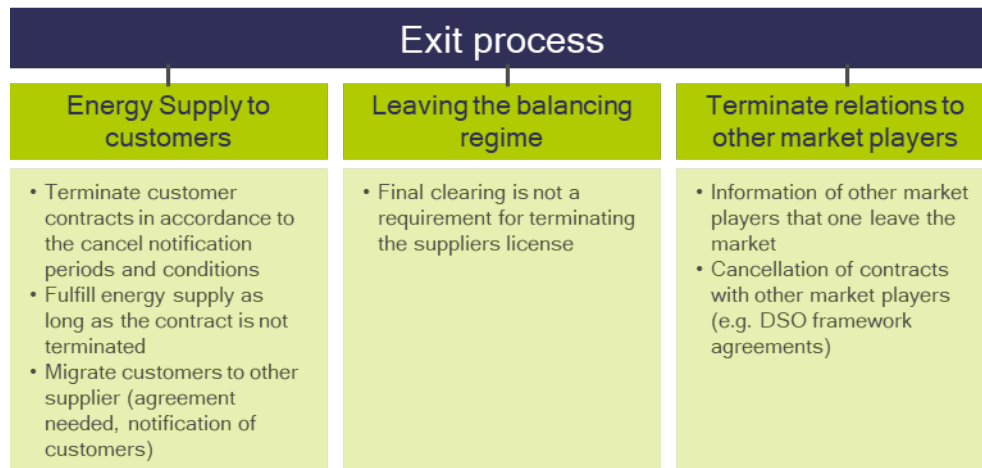 Exit process
Energy Supply to
customers
• Terminate customer
contracts in accordance to
the cancel notification
periods and conditions
• Fulfill energy supply as
long as the contract is not
terminated
• Migrate customers to other
supplier (agreement
needed, notification of
customers)
Leaving the balancing
regime
• Final clearing is not a
requirement for terminating
the suppliers license
Terminate relations to
other market players
• Information of other market
players that one leave the
market
• Cancellation of contracts
with other market players
(e.g. DSO framework
agreements)